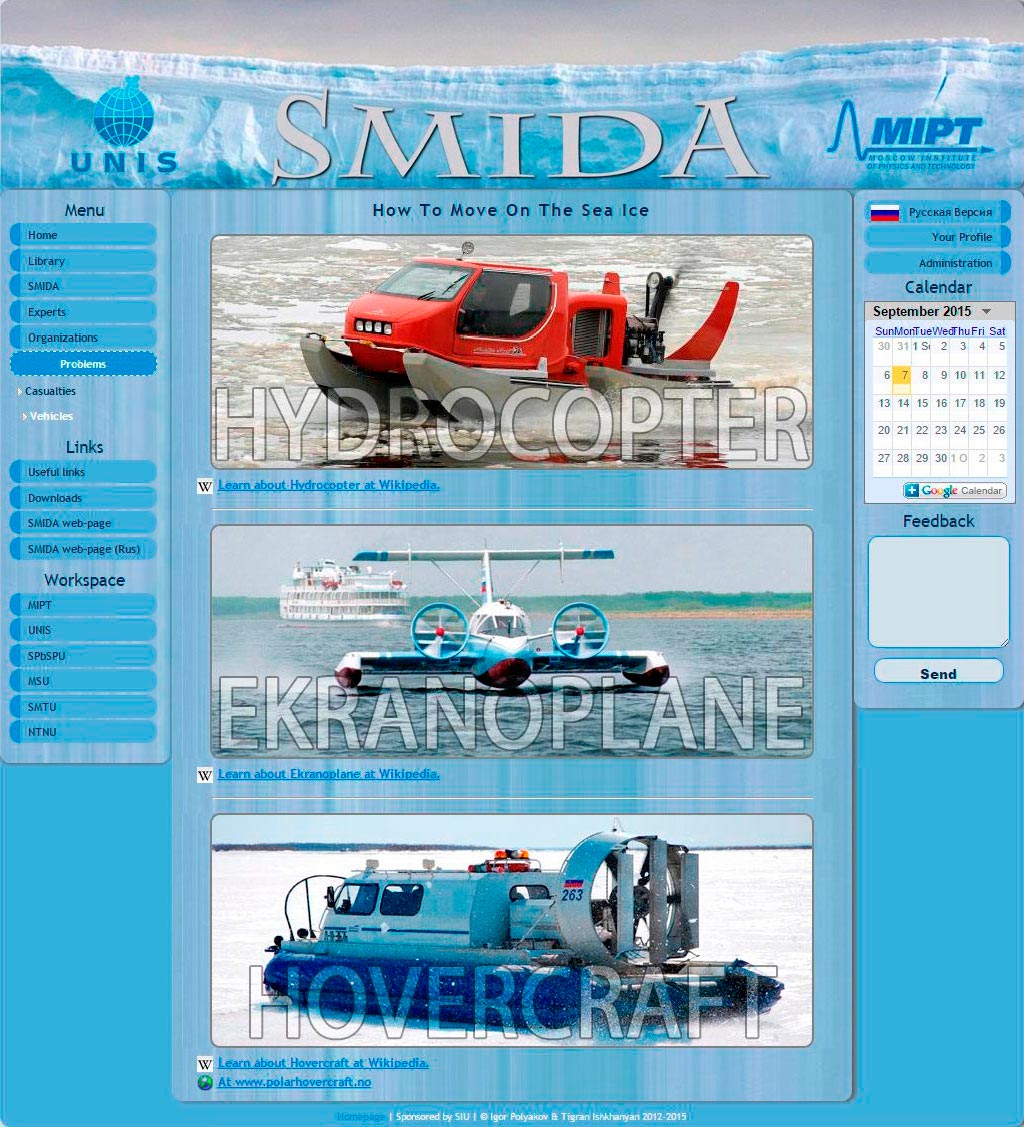 UNIS
SMIDA
MIPT
MOSCOW INSTITUTE
OF PHYSICS AND TECHNOLOGY
Menu
Home
Library
SMIDA
Experts
Organizations
Problems
Casualties
Vehicles
Links
Useful links
Downloads
SMIDA web-page
SMIDA web-page (Rus)
Workspace
MIPT
UNIS
SPbSPU
MSU
SMTU
NTNU
How To Move On The Sea Ice
HYDROCOPTER
W Learn about Hydrocopter at Wikipedia.
EKRANOPLANE
W Learn about Ekranoplane at Wikipedia.
263
HOVERCRAFT
W Learn about Hovercraft at Wikipedia.
At www.polarhovercraft.no
Русская Версия
Your Profile
Administration
Calendar
September 2015
Sun Mon Tue Wed Thu Fri Sat
30 31 1 Se 2 3 4 5
6 7 8 9 10 11 12
13 14 15 16 17 18 19
20 21 22 23 24 25 26
27 28 29 30 1 O 2 3
Google Calendar
Feedback
Send
Homepage | Sponsored by SIU | © Igor Polyakov & Tigran Ishkhanyan 2012-2015